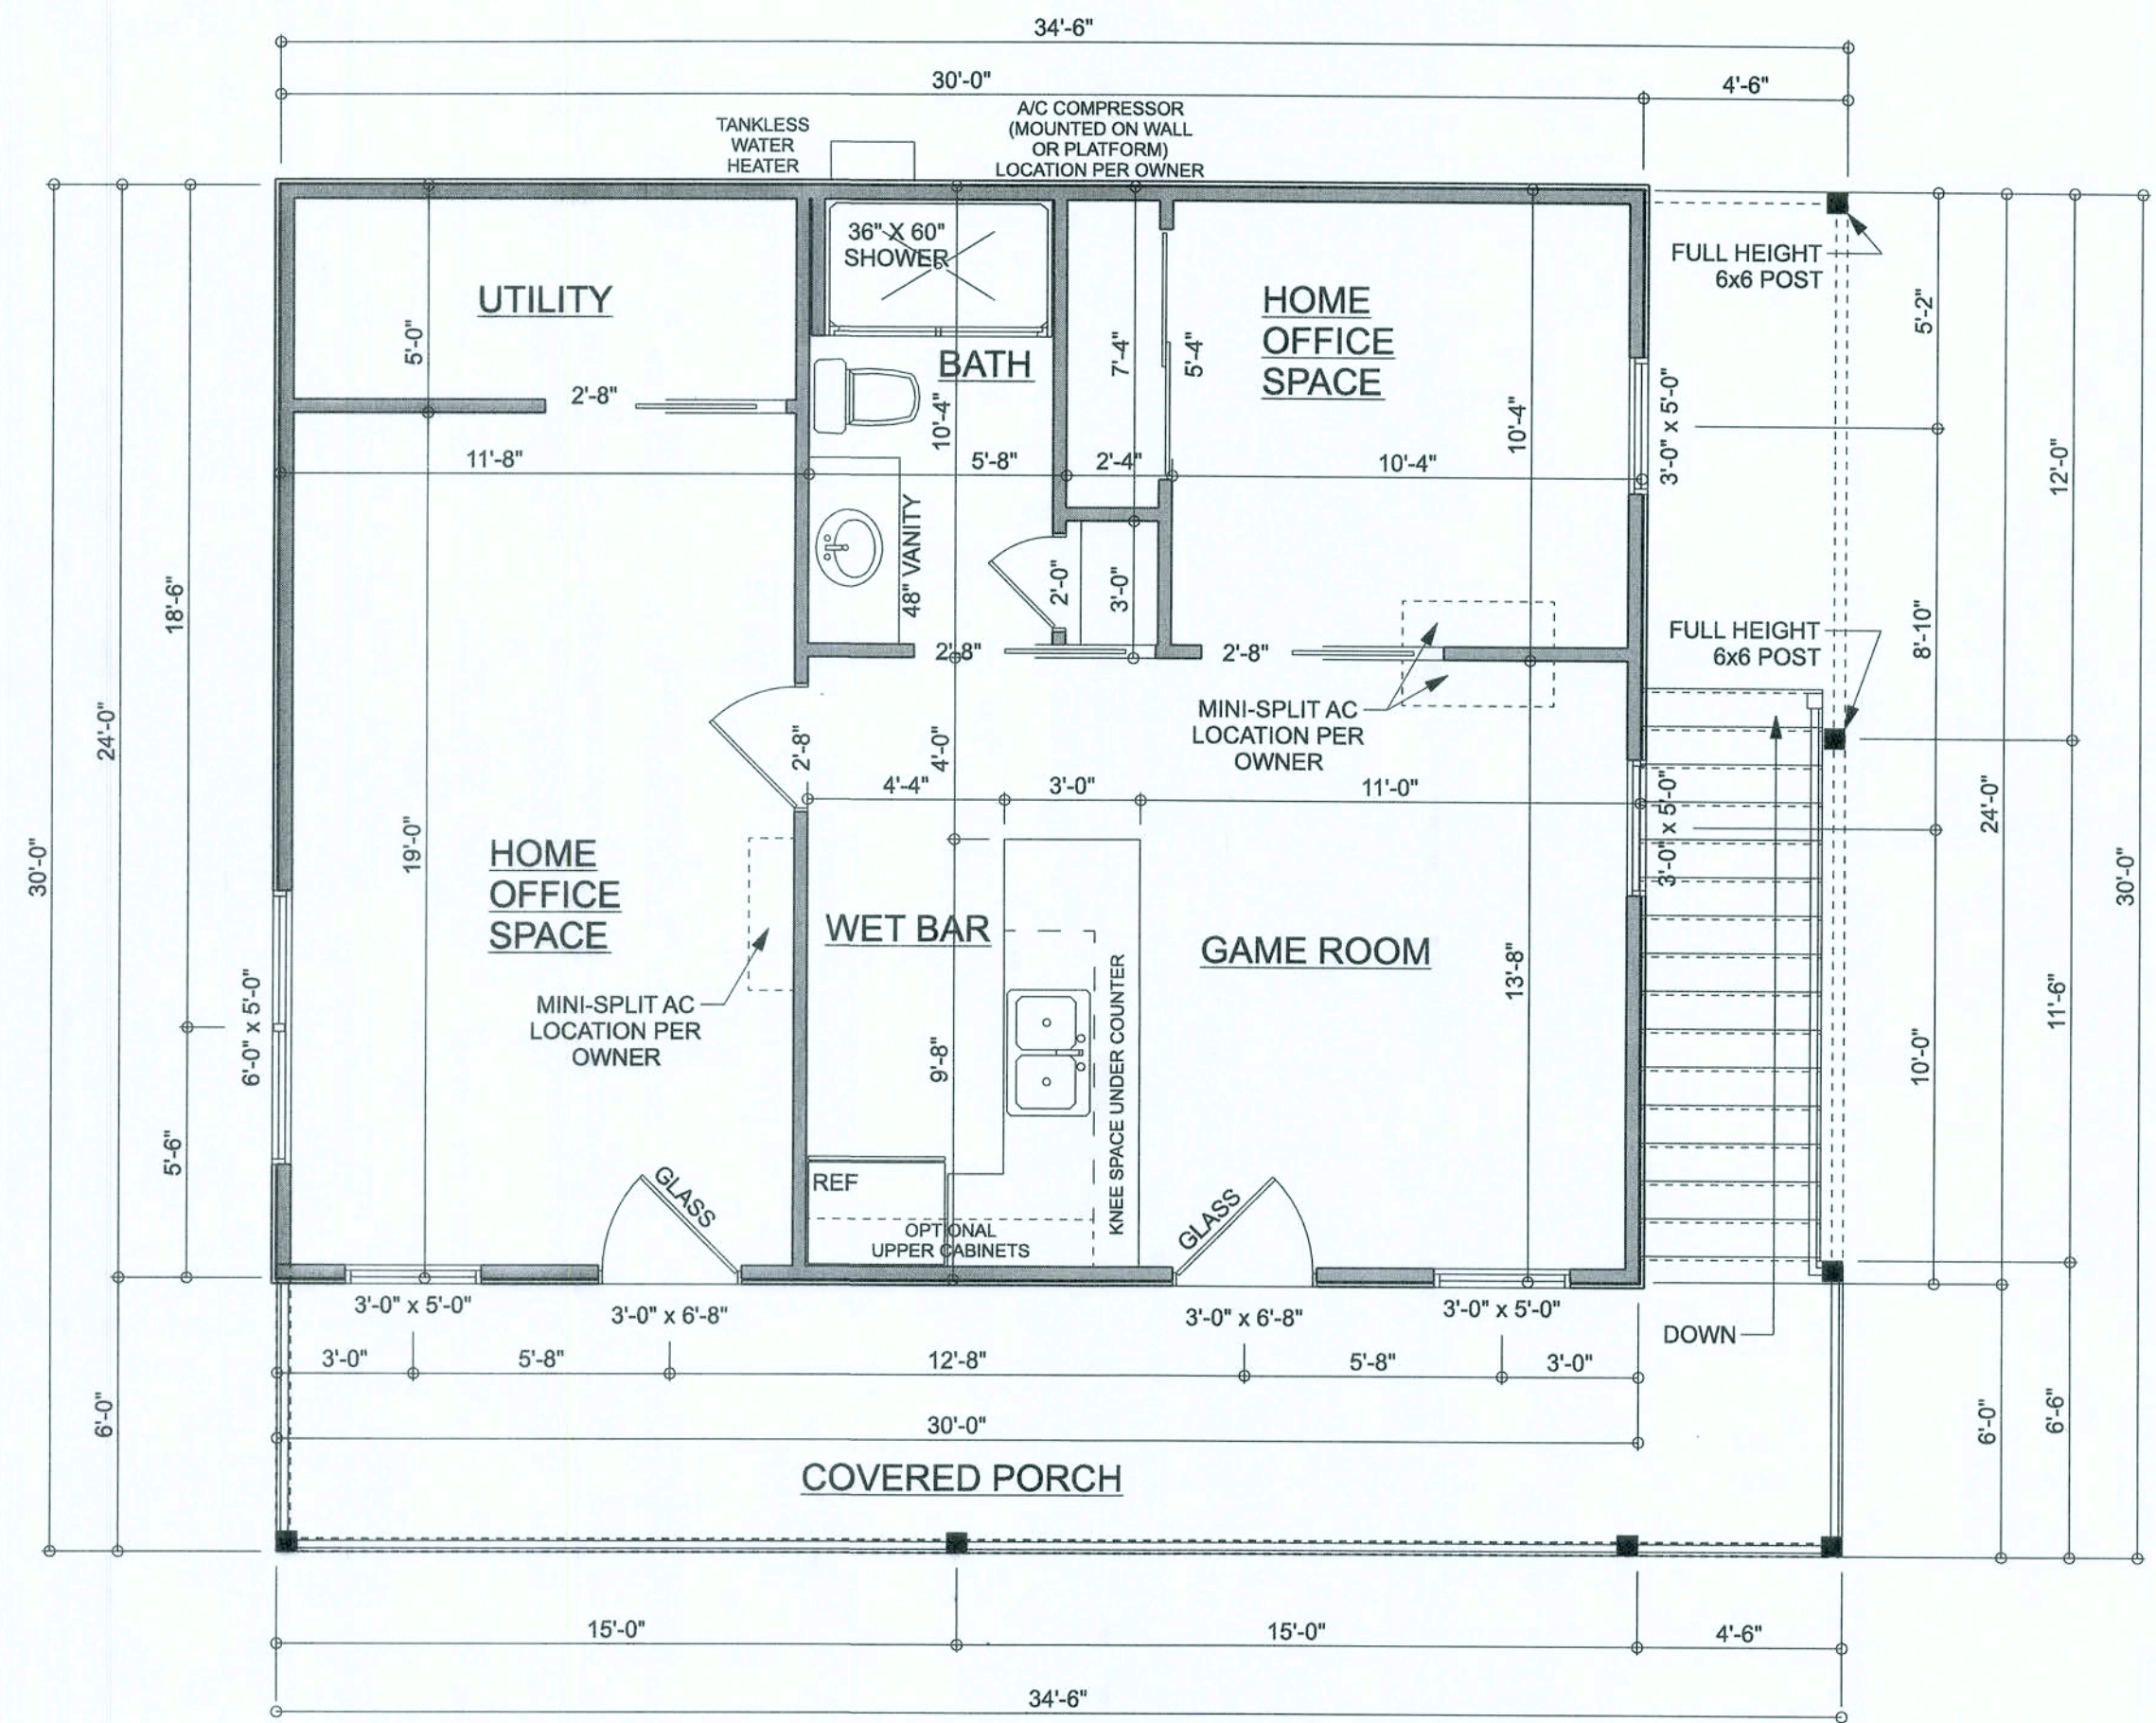 34'-6"
30'-0"
4'-6"
TANKLESS
WATER
HEATER
A/C COMPRESSOR
(MOUNTED ON WALL
OR PLATFORM)
LOCATION PER OWNER
36" X 60"
SHOWER
UTILITY
BATH
HOME
OFFICE
SPACE
FULL HEIGHT
6x6 POST
5'-0"
2'-8"
10'-4"
7'-4"
5'-4"
10'-4"
3'-0" x 5'-0"
5'-2"
12'-0"
11'-8"
5'-8"
2'-4"
10'-4"
48" VANITY
2'-0"
3'-0"
18'-6"
24'-0"
30'-0"
2'-8"
2'-8"
FULL HEIGHT
6x6 POST
8'-10"
MINI-SPLIT AC
LOCATION PER
OWNER
2'-8"
4'-0"
4'-4"
3'-0"
11'-0"
3'-0" x 5'-0"
24'-0"
30'-0"
19'-0"
HOME
OFFICE
SPACE
WET BAR
GAME ROOM
13'-8"
MINI-SPLIT AC
LOCATION PER
OWNER
6'-0" x 5'-0"
9'-8"
KNEE SPACE UNDER COUNTER
11'-6"
10'-0"
5'-6"
GLASS
REF
OPTIONAL
UPPER CABINETS
GLASS
3'-0" x 5'-0"
3'-0" x 6'-8"
3'-0" x 6'-8"
3'-0" x 5'-0"
DOWN
3'-0"
5'-8"
12'-8"
5'-8"
3'-0"
6'-0"
6'-0"
6'-6"
30'-0"
COVERED PORCH
15'-0"
15'-0"
4'-6"
34'-6"